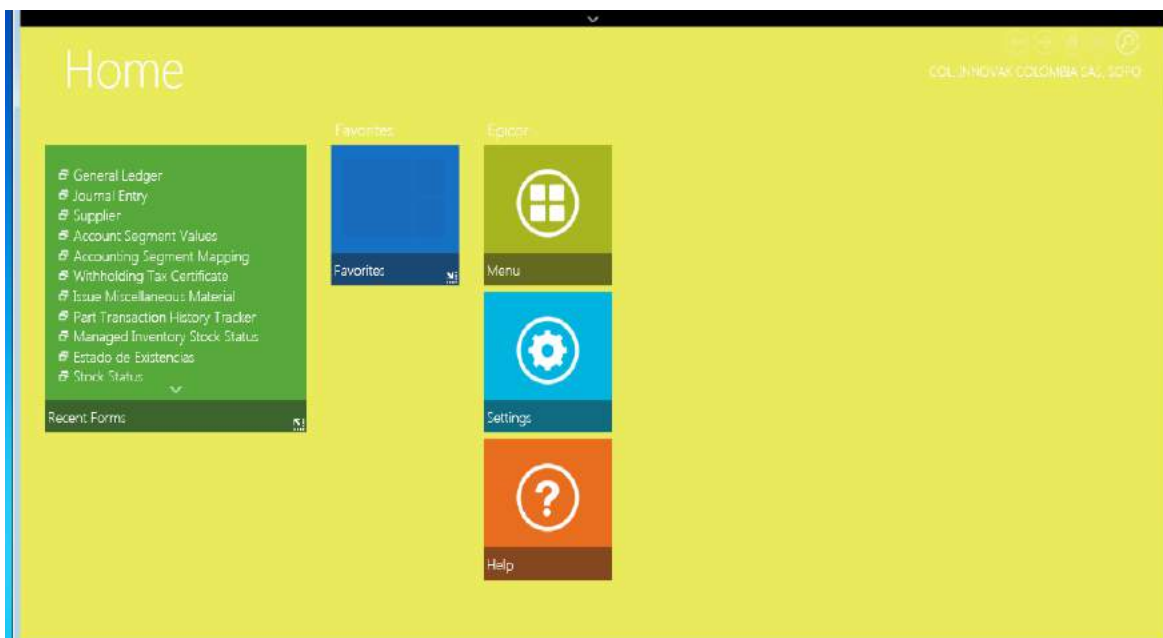 Home
COL. INNOVAK COLOMBIA SAS, SOPO
Favorites
Epicor
General Ledger
Journal Entry
Supplier
Account Segment Values
Accounting Segment Mapping
Withholding Tax Certificate
Issue Miscellaneous Material
Part Transaction History Tracker
Managed Inventory Stock Status
Estado de Existencias
Stock Status
Recent Forms
Favorites
Menu
Settings
Help